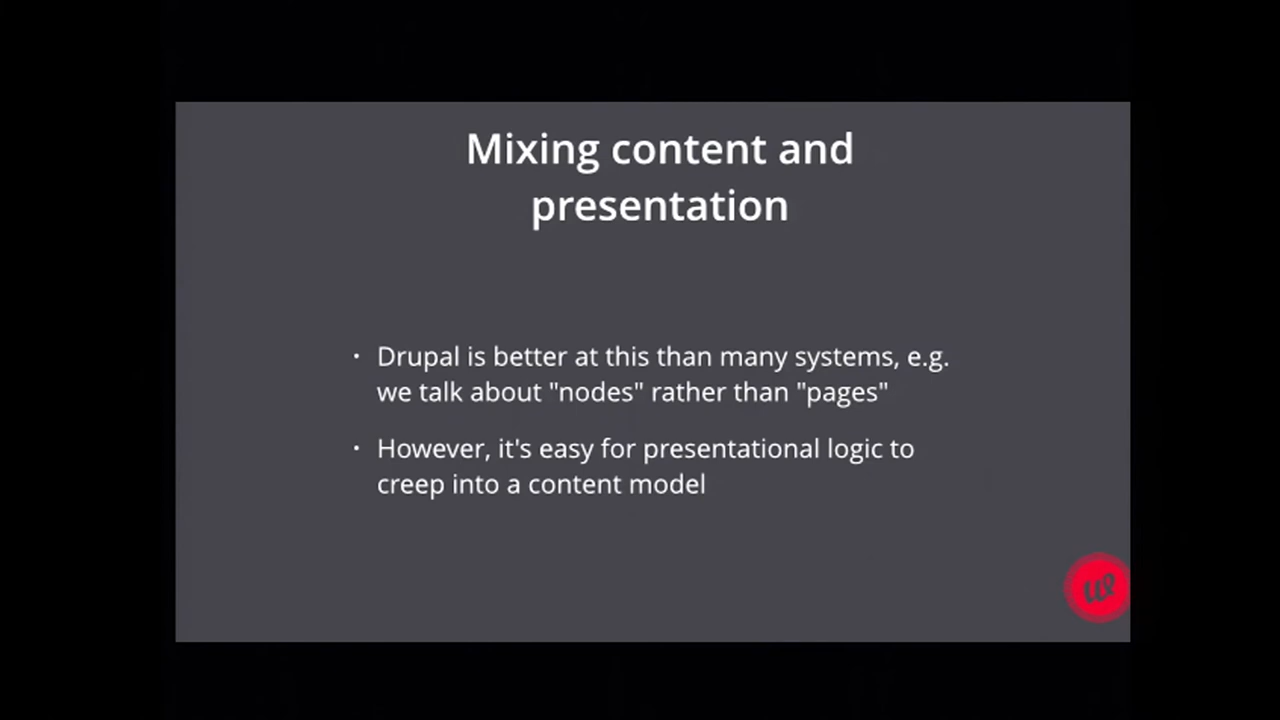 Mixing content and
presentation
• Drupal is better at this than many systems, e.g.
we talk about "nodes" rather than "pages"
• However, it's easy for presentational logic to
creep into a content model